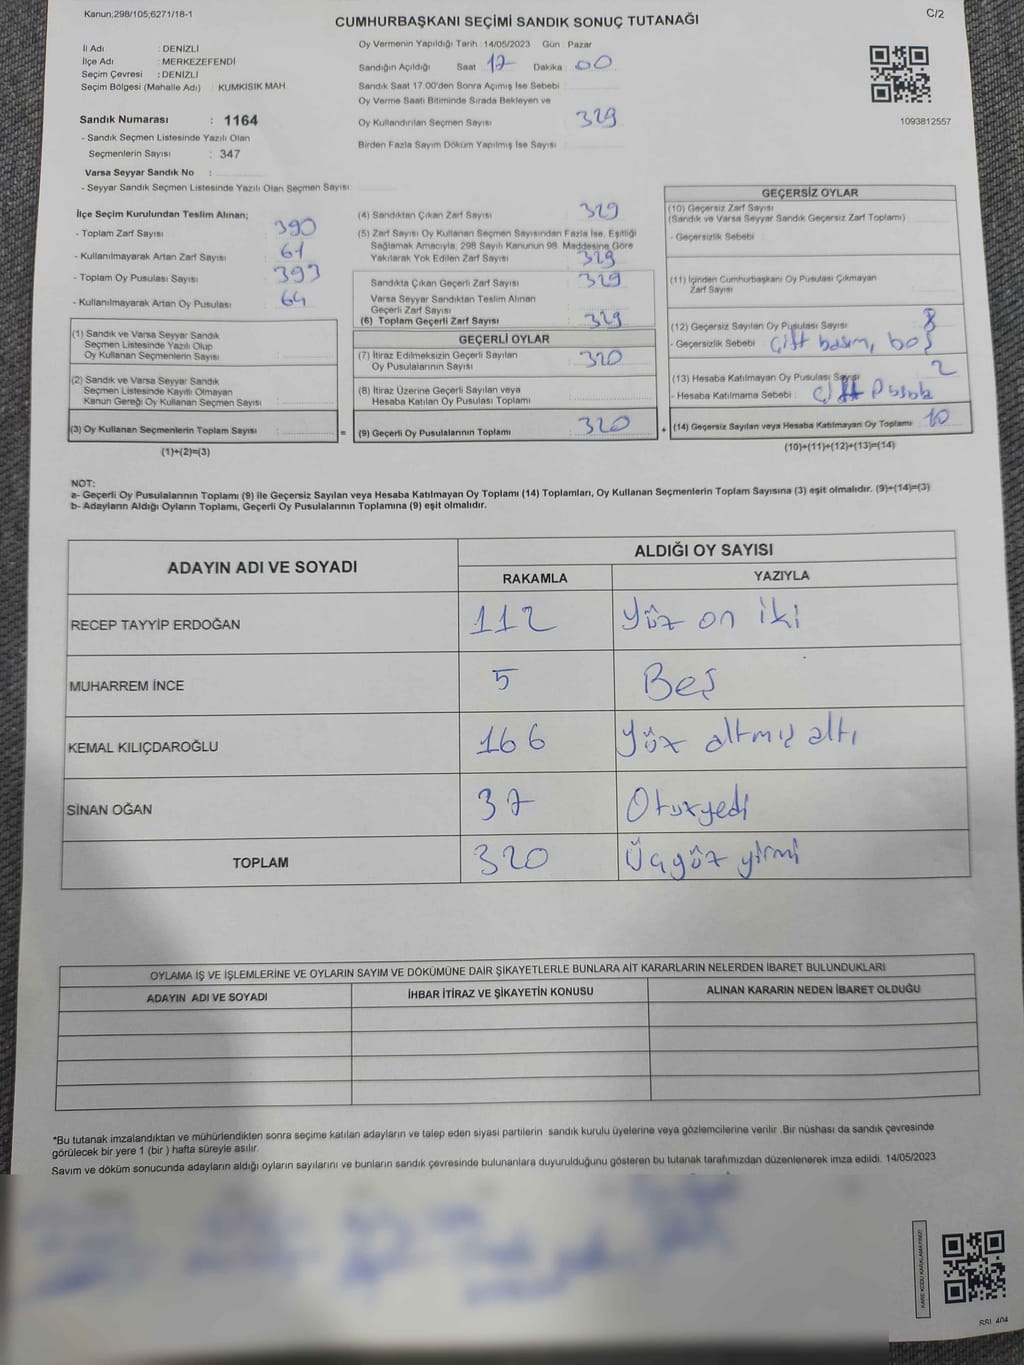 Kanun;298/105;6271/18-1
C/2
CUMHURBAŞKANI SEÇİMİ SANDIK SONUÇ TUTANAĞI
İl Adı : DENİZLİ
İlçe Adı : MERKEZEFENDİ
Seçim Çevresi : DENİZLİ
Seçim Bölgesi (Mahalle Adı) : KUMKISIK MAH.
Sandık Numarası : 1164
- Sandık Seçmen Listesinde Yazılı Olan
Seçmenlerin Sayısı : 347
Varsa Seyyar Sandık No :
- Seyyar Sandık Seçmen Listesinde Yazılı Olan Seçmen Sayısı
Oy Vermenin Yapıldığı Tarih :14/05/2023 Gün : Pazar
Sandığın Açıldığı Saat 17 Dakika 00
Sandık Saat 17:00'den Sonra Açımış İse Sebebi
Oy Verme Saati Bitiminde Sırada Bekleyen ve
Oy Kullandırılan Seçmen Sayısı 329
Birden Fazla Sayım Döküm Yapılmış İse Sayısı
1093812557
İlçe Seçim Kurulundan Teslim Alınan;
- Toplam Zarf Sayısı 390
- Kullanılmayarak Artan Zarf Sayısı 61
- Toplam Oy Pusulası Sayısı 393
- Kullanılmayarak Artan Oy Pusulası 64
(1) Sandık ve Varsa Seyyar Sandık
Seçmen Listesinde Yazılı Olup
Oy Kullanan Seçmenlerin Sayısı
(2) Sandık ve Varsa Seyyar Sandık
Seçmen Listesinde Kayıtlı Olmayan
Kanun Gereği Oy Kullanan Seçmen Sayısı
(3) Oy Kullanan Seçmenlerin Toplam Sayısı =
(1)+(2)=(3)
(4) Sandıktan Çıkan Zarf Sayısı 329
(5) Zarf Sayısı Oy Kullanan Seçmen Sayısından Fazla İse, Eşitliği
Sağlamak Amacıyla; 298 Sayılı Kanunun 98. Maddesine Göre
Yakılarak Yok Edilen Zarf Sayısı 329
Sandıkta Çıkan Geçerli Zarf Sayısı 329
Varsa Seyyar Sandıktan Teslim Alınan
Geçerli Zarf Sayısı
(6) Toplam Geçerli Zarf Sayısı 329
GEÇERLİ OYLAR
(7) İtiraz Edilmeksizin Geçerli Sayılan 320
Oy Pusulalarının Sayısı
(8) İtiraz Üzerine Geçerli Sayılan veya
Hesaba Katılan Oy Pusulası Toplamı
(9) Geçerli Oy Pusulalarının Toplamı 320 +
GEÇERSİZ OYLAR
(10) Geçersiz Zarf Sayısı
(Sandık ve Varsa Seyyar Sandık Geçersiz Zarf Toplamı)
- Geçersizlik Sebebi
(11) İçinden Cumhurbaşkanı Oy Pusulası Çıkmayan
Zarf Sayısı
(12) Geçersiz Sayılan Oy Pusulası Sayısı 8
- Geçersizlik Sebebi çift basım, boş
(13) Hesaba Katılmayan Oy Pusulası Sayısı 2
- Hesaba Katılmama Sebebi : çift
(14) Geçersiz Sayılan veya Hesaba Katılmayan Oy Toplamı 10
(10)+(11)+(12)+(13)=(14)
NOT:
a- Geçerli Oy Pusulalarının Toplamı (9) ile Geçersiz Sayılan veya Hesaba Katılmayan Oy Toplamı (14) Toplamları, Oy Kullanan Seçmenlerin Toplam Sayısına (3) eşit olmalıdır. (9)+(14)=(3)
b- Adayların Aldığı Oyların Toplamı, Geçerli Oy Pusulalarının Toplamına (9) eşit olmalıdır.
ADAYIN ADI VE SOYADI
ALDIĞI OY SAYISI
RAKAMLA YAZIYLA
RECEP TAYYİP ERDOĞAN 112 Yüz on iki
MUHARREM İNCE 5 Beş
KEMAL KILIÇDAROĞLU 166 Yüz altmış altı
SİNAN OĞAN 37 Otuzyedi
TOPLAM 320 Üçyüz yirmi
OYLAMA İŞ VE İŞLEMLERİNE VE OYLARIN SAYIM VE DÖKÜMÜNE DAİR ŞİKAYETLERLE BUNLARA AİT KARARLARIN NELERDEN İBARET BULUNDUKLARI
ADAYIN ADI VE SOYADI İHBAR İTİRAZ VE ŞİKAYETİN KONUSU ALINAN KARARIN NEDEN İBARET OLDUĞU
*Bu tutanak imzalandıktan ve mühürlendikten sonra seçime katılan adayların ve talep eden siyasi partilerin sandık kurulu üyelerine veya gözlemcilerine verilir .Bir nüshası da sandık çevresinde
görülecek bir yere 1 (bir ) hafta süreyle asılır.
Sayım ve döküm sonucunda adayların aldığı oyların sayılarını ve bunların sandık çevresinde bulunanlara duyurulduğunu gösteren bu tutanak tarafımızdan düzenlenerek imza edildi. 14/05/2023
KARE KODU KARALAMAYINIZ!